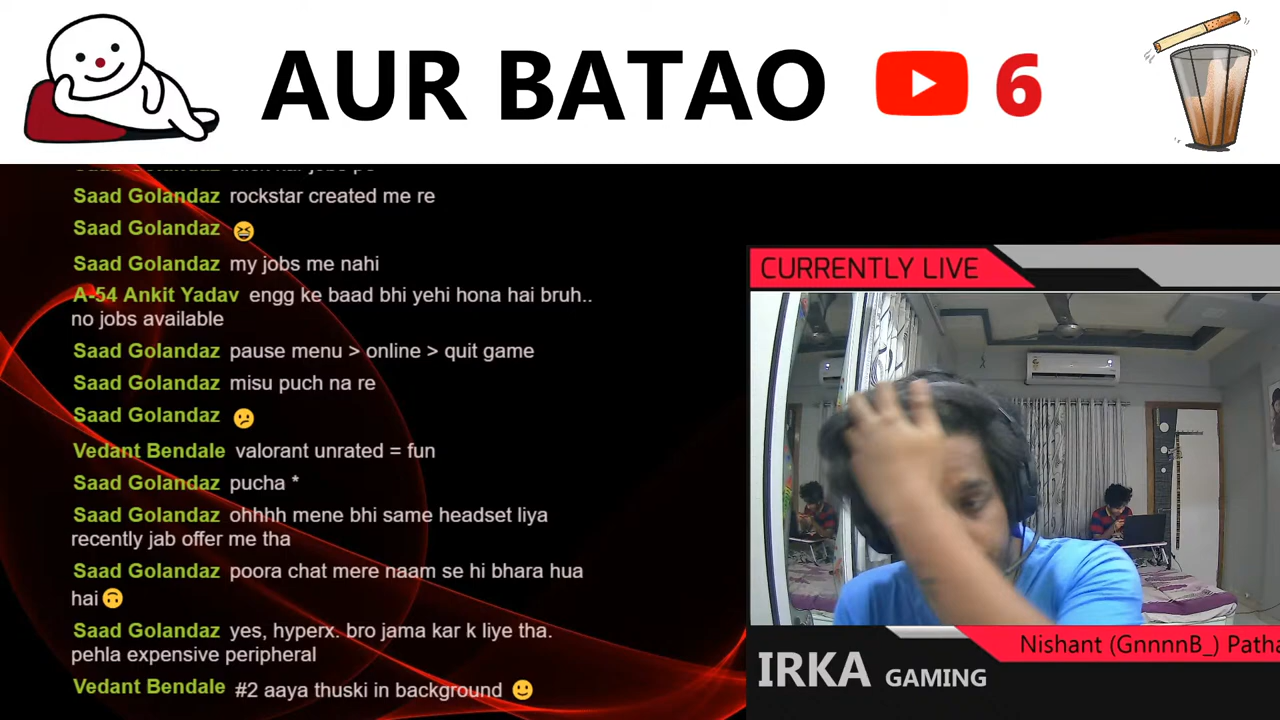 AUR BATAO
6
Saad Golandaz
Saad Golandaz rockstar created me re
Saad Golandaz 😆
Saad Golandaz my jobs me nahi
A-54 Ankit Yadav engg ke baad bhi yehi hona hai bruh..
no jobs available
Saad Golandaz pause menu > online > quit game
Saad Golandaz misu puch na re
Saad Golandaz 🫤
Vedant Bendale valorant unrated = fun
Saad Golandaz pucha *
Saad Golandaz ohhhh mene bhi same headset liya
recently jab offer me tha
Saad Golandaz poora chat mere naam se hi bhara hua
hai🙃
Saad Golandaz yes, hyperx. bro jama kar k liye tha.
pehla expensive peripheral
Vedant Bendale #2 aaya thuski in background 🙂
CURRENTLY LIVE
Nishant (GnnnnB_) Patha
IRKA GAMING